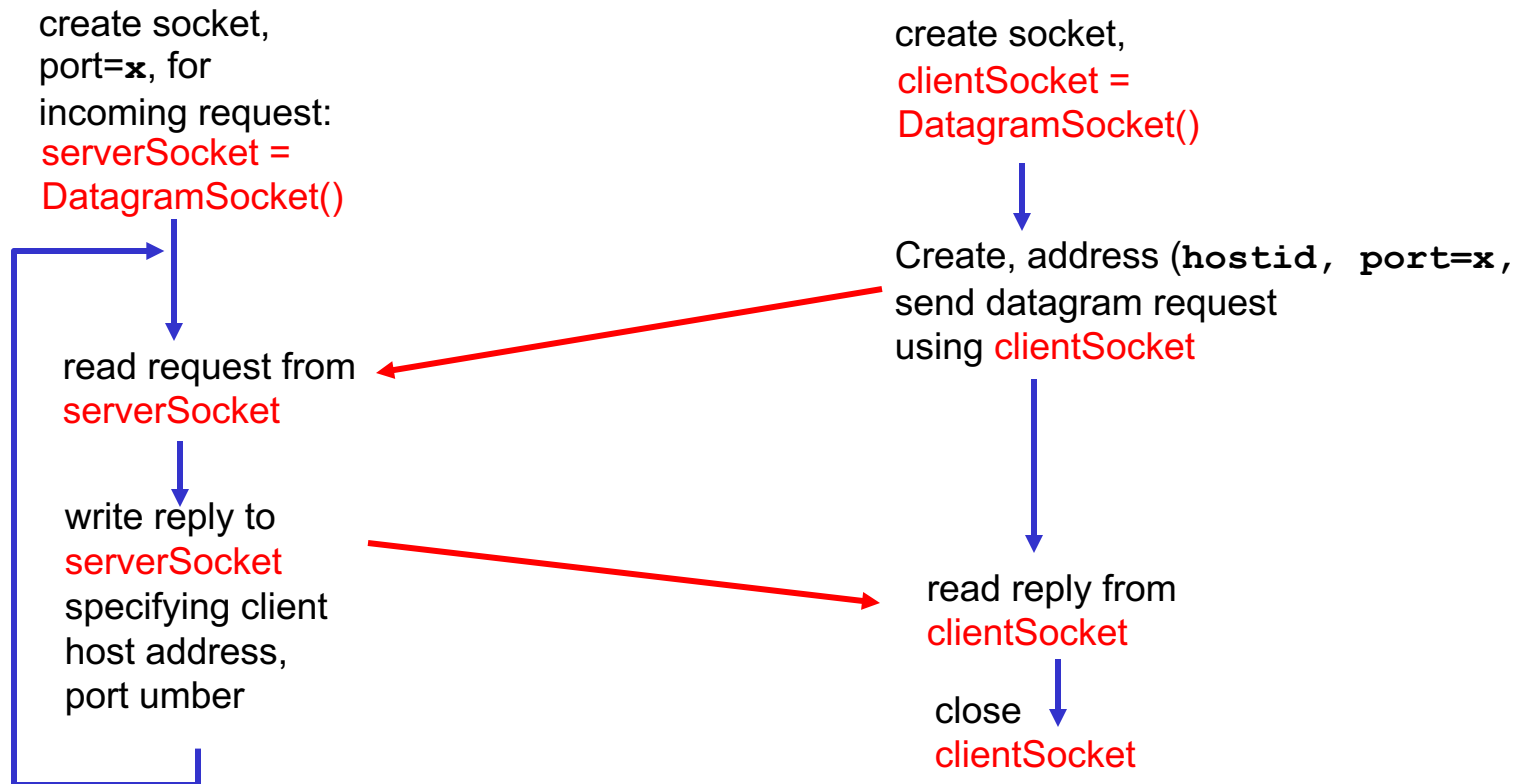 create socket,
port=x, for
incoming request:
serverSocket =
DatagramSocket()
read request from
serverSocket
write reply to
serverSocket
specifying client
host address,
port umber
create socket,
clientSocket =
DatagramSocket()
Create, address (hostid, port=x,
send datagram request
using clientSocket
read reply from
clientSocket
close
clientSocket